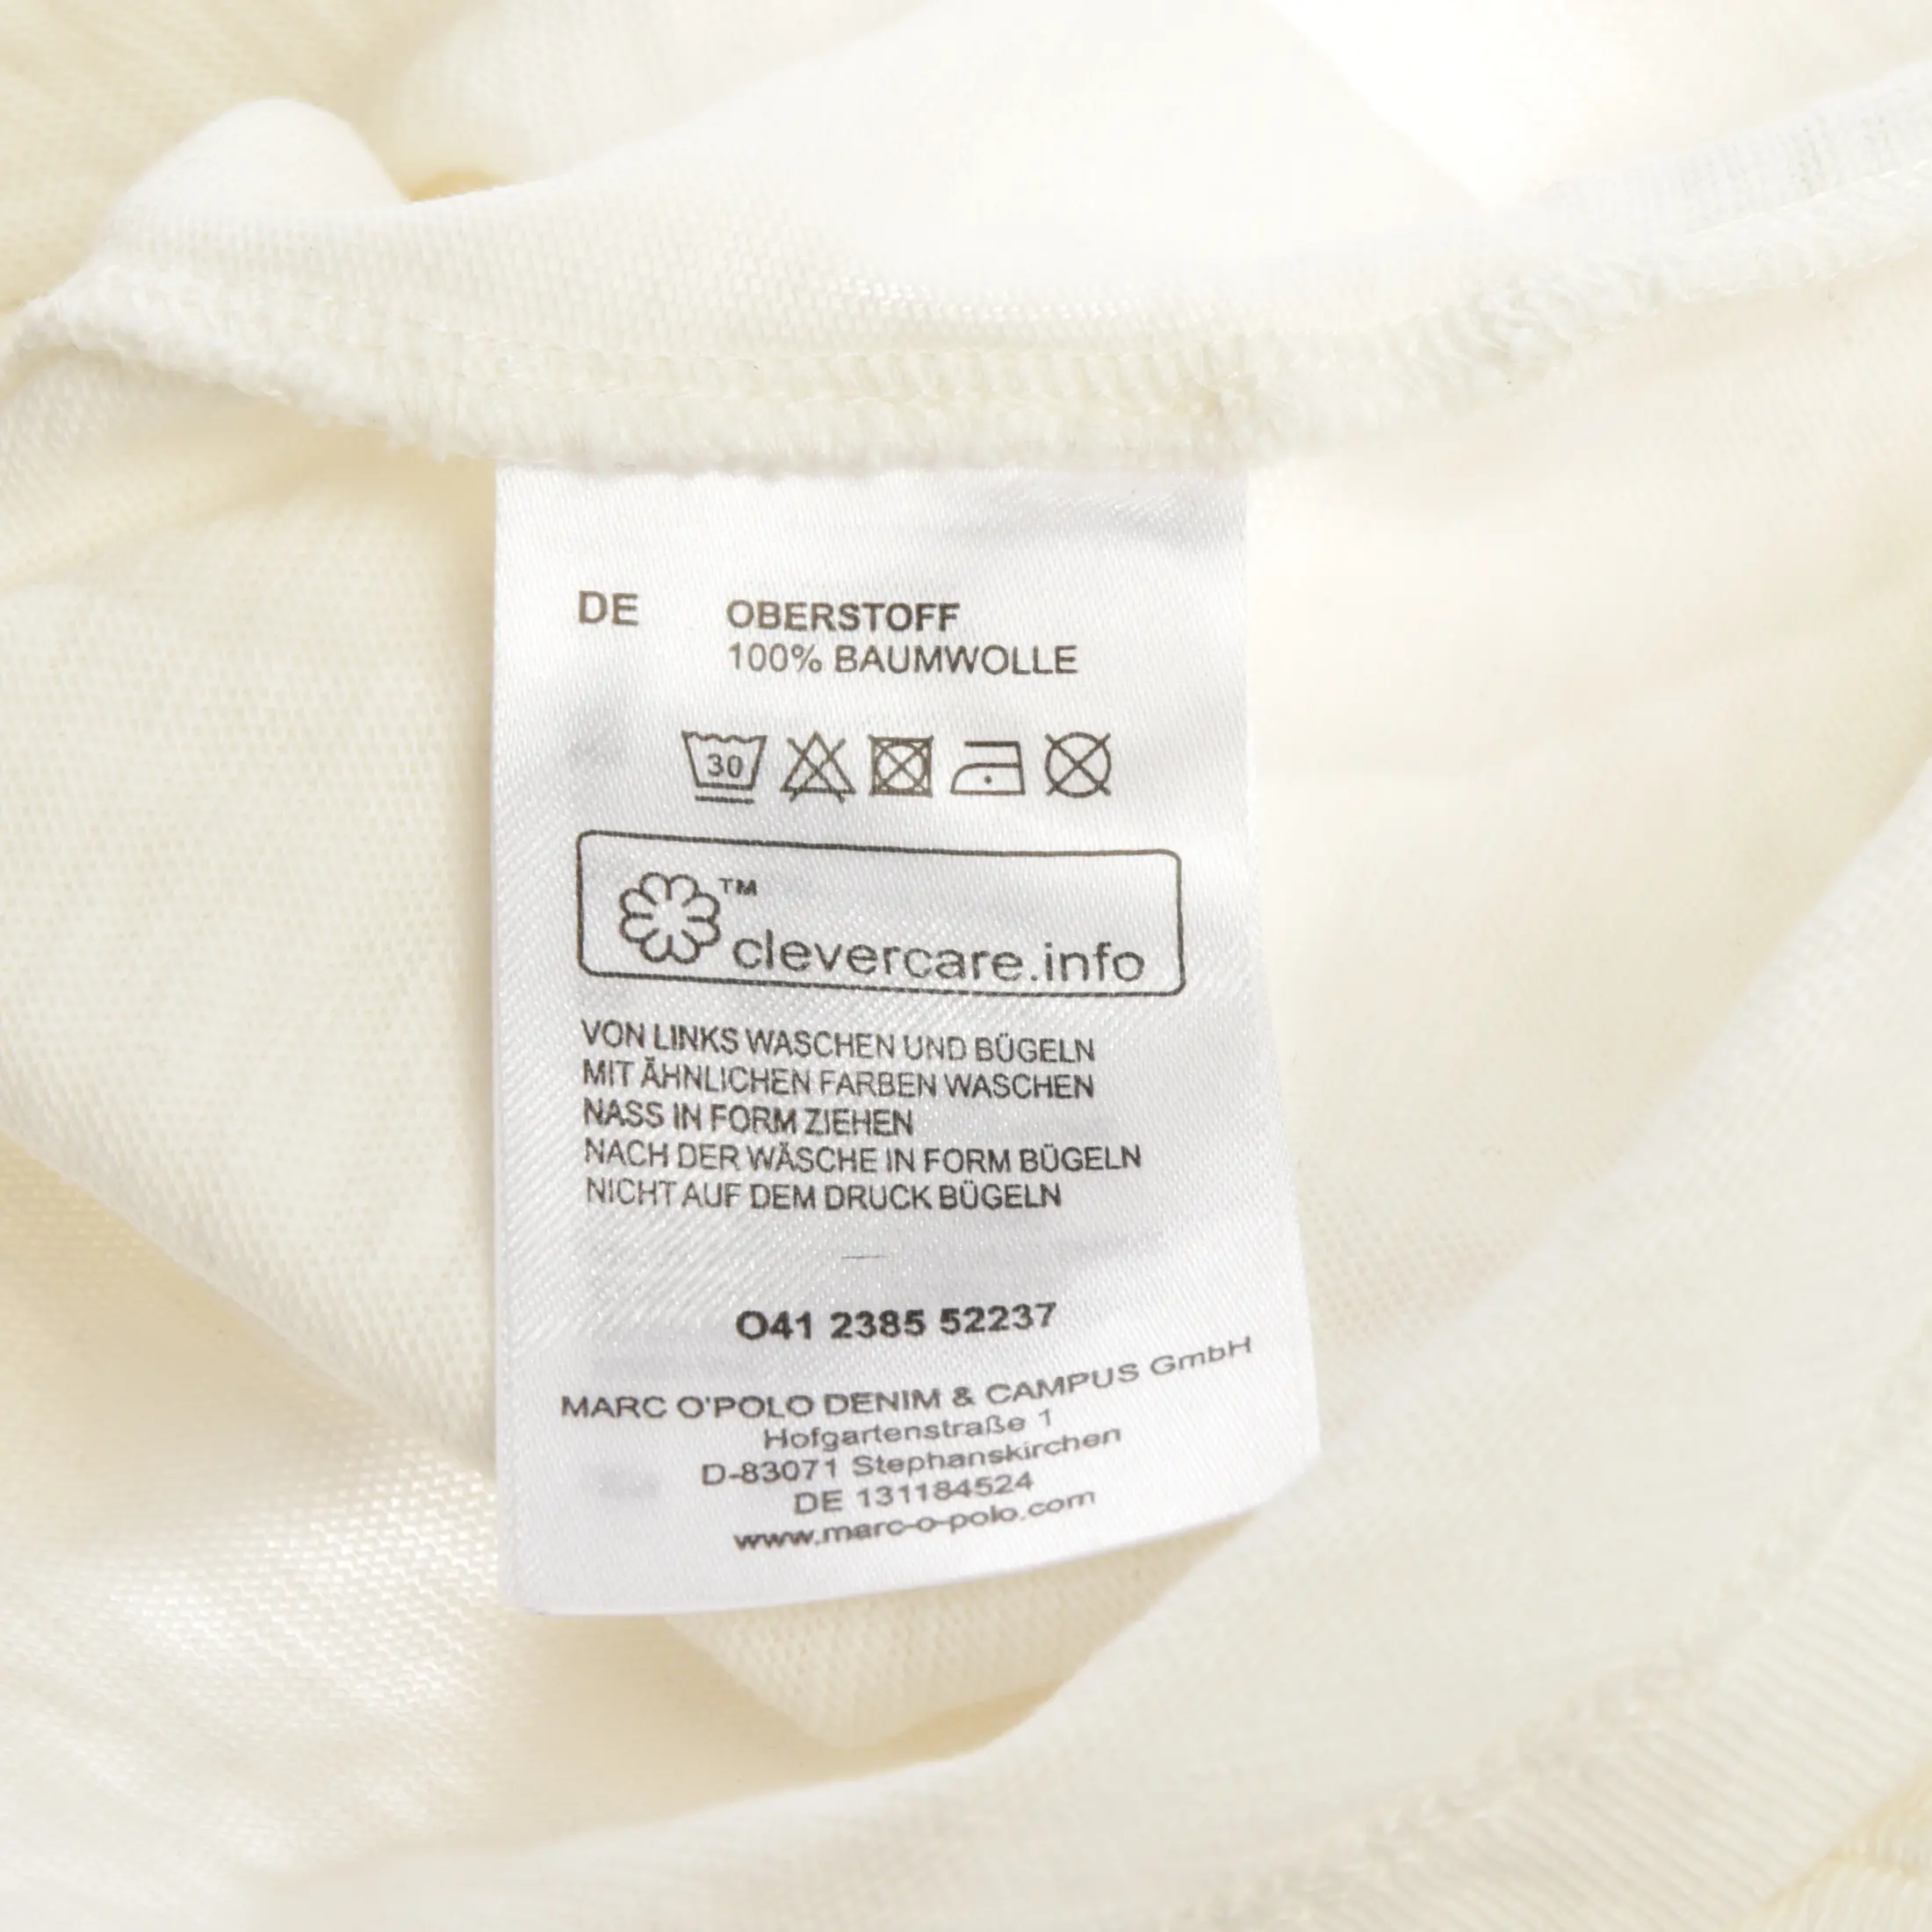 DE OBERSTOFF
100% BAUMWOLLE
30
™
clevercare.info
VON LINKS WASCHEN UND BÜGELN
MIT ÄHNLICHEN FARBEN WASCHEN
NASS IN FORM ZIEHEN
NACH DER WÄSCHE IN FORM BÜGELN
NICHT AUF DEM DRUCK BÜGELN
O41 2385 52237
MARC O'POLO DENIM & CAMPUS GmbH
Hofgartenstraße 1
D-83071 Stephanskirchen
DE 131184524
www.marc-o-polo.com